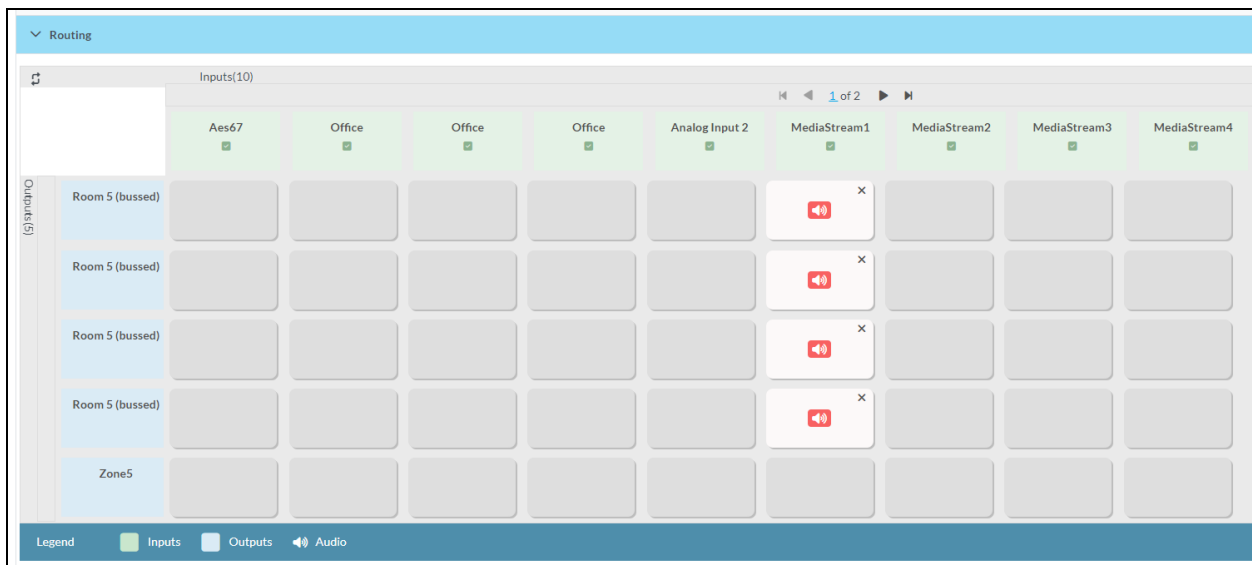 Routing
Inputs(10)
1 of 2
Aes67 Office Office Office Analog Input 2 MediaStream1 MediaStream2 MediaStream3 MediaStream4
Outputs(5)
Room 5 (bussed)
Room 5 (bussed)
Room 5 (bussed)
Room 5 (bussed)
Zone5
Legend Inputs Outputs Audio